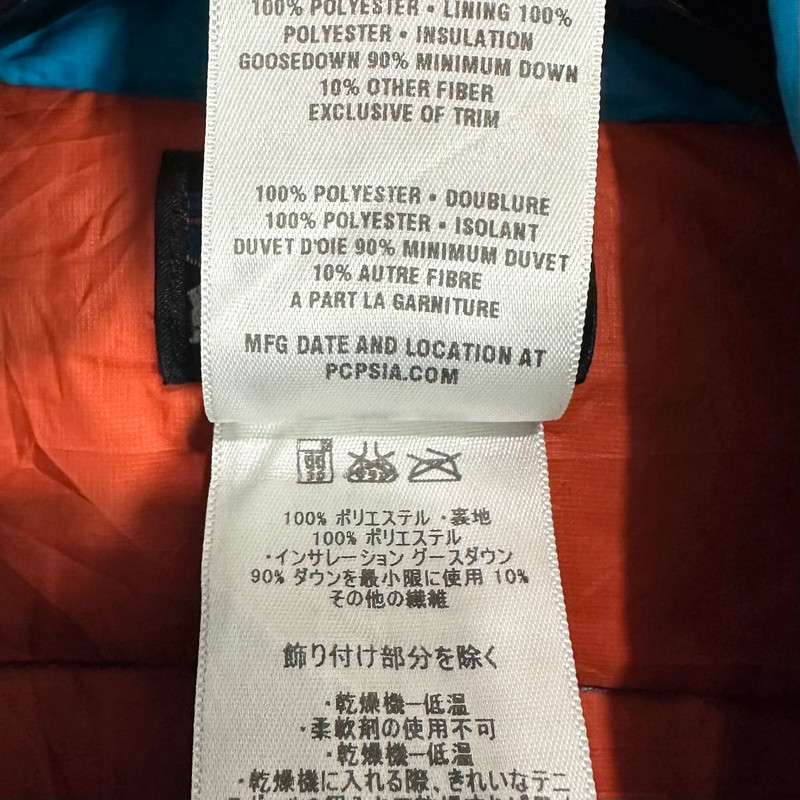 100% POLYESTER • LINING 100%
POLYESTER • INSULATION
GOOSEDOWN 90% MINIMUM DOWN
10% OTHER FIBER
EXCLUSIVE OF TRIM
100% POLYESTER • DOUBLURE
100% POLYESTER • ISOLANT
DUVET D'OIE 90% MINIMUM DUVET
10% AUTRE FIBRE
A PART LA GARNITURE
MFG DATE AND LOCATION AT
PCPSIA.COM
100% ポリエステル ・裏地
100% ポリエステル
・インサレーション グースダウン
90% ダウンを最小限に使用 10%
その他の繊維
飾り付け部分を除く
・乾燥機ー低温
・柔軟剤の使用不可
・乾燥機ー低温
・乾燥機に入れる際、きれいなテニ